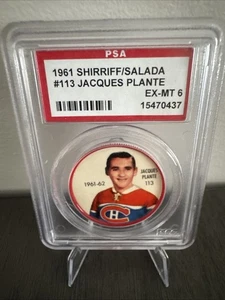 PSA
1961 SHIRRIFF/SALADA
#113 JACQUES PLANTE
EX-MT 6
15470437
1961-62
JACQUES
PLANTE
113